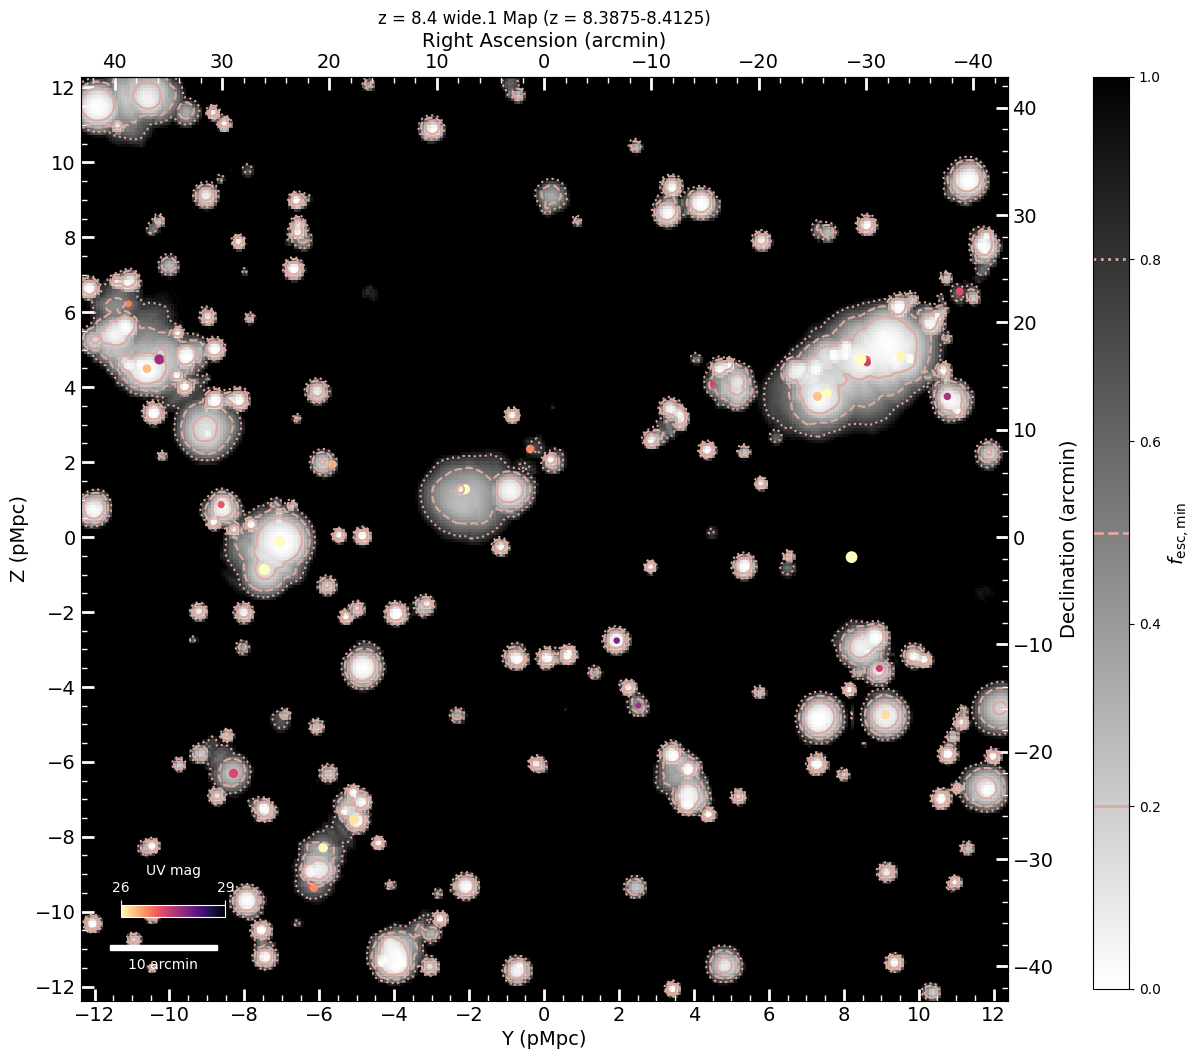 z = 8.4 wide.1 Map (z = 8.3875-8.4125)
Right Ascension (arcmin)
40 30 20 10 0 −10 −20 −30 −40
12 10 8 6 4 2 0 −2 −4 −6 −8 −10 −12
Z (pMpc)
40 30 20 10 0 −10 −20 −30 −40
Declination (arcmin)
1.0 0.8 0.6 0.4 0.2 0.0
fesc, min
UV mag
26 29
10 arcmin
−12 −10 −8 −6 −4 −2 0 2 4 6 8 10 12
Y (pMpc)